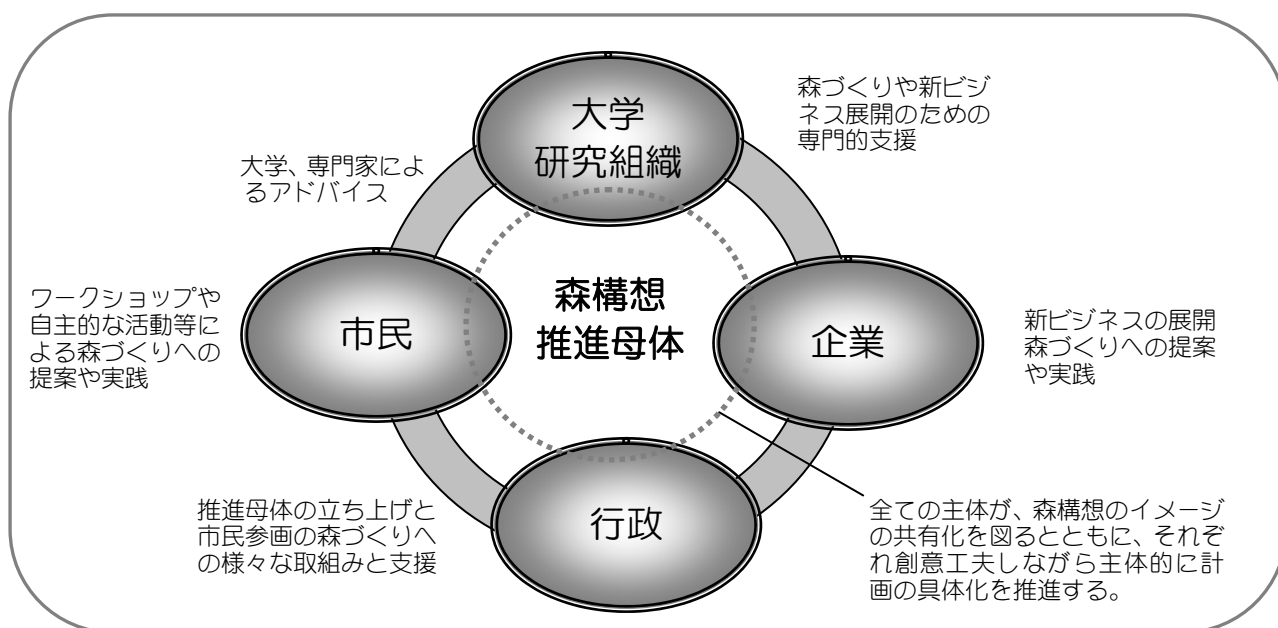 大学
研究組織
森づくりや新ビジ
ネス展開のための
専門的支援
大学、専門家によ
るアドバイス
市民
ワークショップや
自主的な活動等に
よる森づくりへの
提案や実践
森構想
推進母体
企業
新ビジネスの展開
森づくりへの提案
や実践
行政
推進母体の立ち上げと
市民参画の森づくりへ
の様々な取組みと支援
全ての主体が、森構想のイメージ
の共有化を図るとともに、それぞ
れ創意工夫しながら主体的に計
画の具体化を推進する。